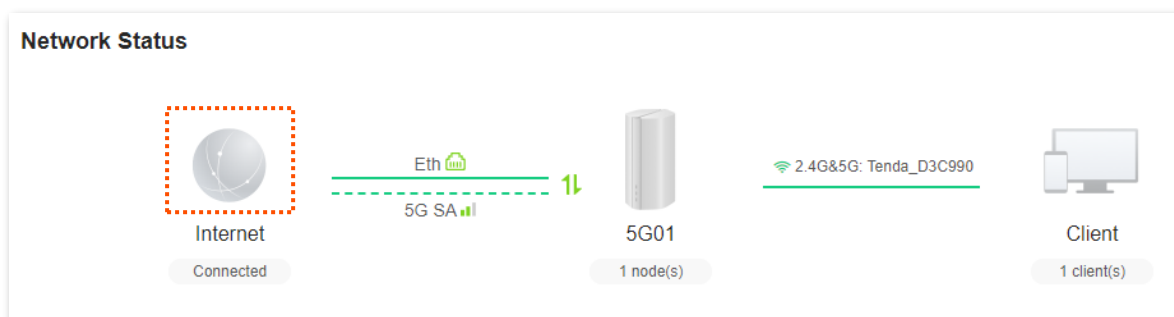 Network Status
Eth
5G SA
2.4G&5G: Tenda_D3C990
Internet
5G01
Client
Connected
1 node(s)
1 client(s)